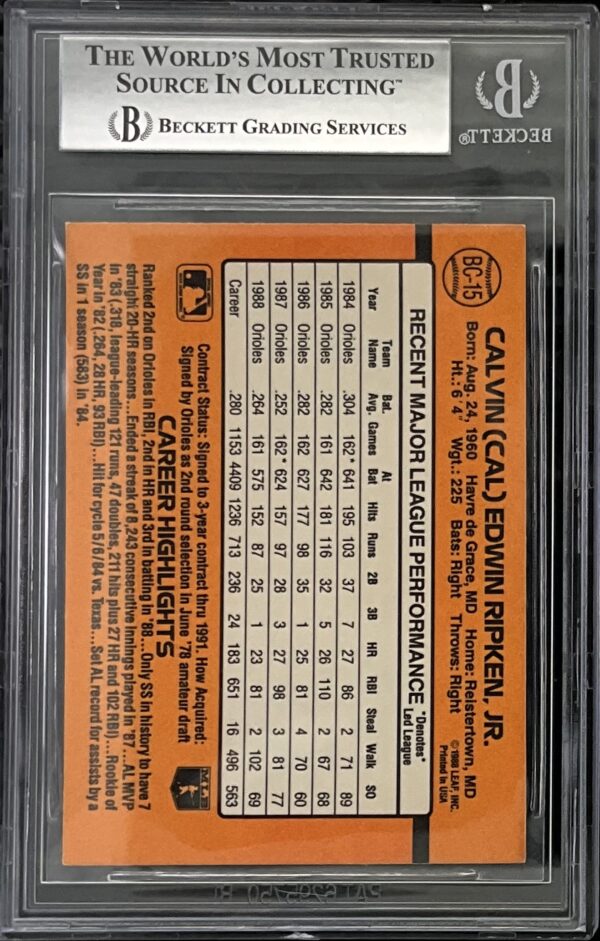 THE WORLD'S MOST TRUSTED
SOURCE IN COLLECTING™
B BECKETT GRADING SERVICES
B
BECKETT®
BC-15
CALVIN (CAL) EDWIN RIPKEN, JR.
Born: Aug. 24, 1960 Havre de Grace, MD Home: Reistertown, MD
Ht.: 6' 4" Wgt.: 225 Bats: Right Throws: Right
©1988 LEAF, INC.
Printed in USA
RECENT MAJOR LEAGUE PERFORMANCE
*Denotes*
Led League
Year Team Name Bat. Avg. Games At Bat Hits Runs 2B 3B HR RBI Steal Walk SO
1984 Orioles .304 162* 641 195 103 37 7 27 86 2 71 89
1985 Orioles .282 161 642 181 116 32 5 26 110 2 67 68
1986 Orioles .282 162 627 177 98 35 1 25 81 4 70 60
1987 Orioles .252 162* 624 157 97 28 3 27 98 3 81 77
1988 Orioles .264 161 575 152 87 25 1 23 81 2 102 69
Career .280 1153 4409 1236 713 236 24 183 651 16 496 563
Contract Status: Signed to 3-year contract thru 1991. How Acquired:
Signed by Orioles as 2nd round selection in June '78 amateur draft
MLB
CAREER HIGHLIGHTS
Ranked 2nd on Orioles in RBI, 2nd in HR and 3rd in batting in '88...Only SS in history to have 7
straight 20-HR seasons...Ended a streak of 8,243 consecutive innings played in '87...AL MVP
in '83 (.318, league-leading 121 runs, 47 doubles, 211 hits plus 27 HR and 102 RBI)...Rookie of
Year in '82 (.264, 28 HR, 93 RBI)...Hit for cycle 5/6/84 vs. Texas...Set AL record for assists by a
SS in 1 season (583) in '84.